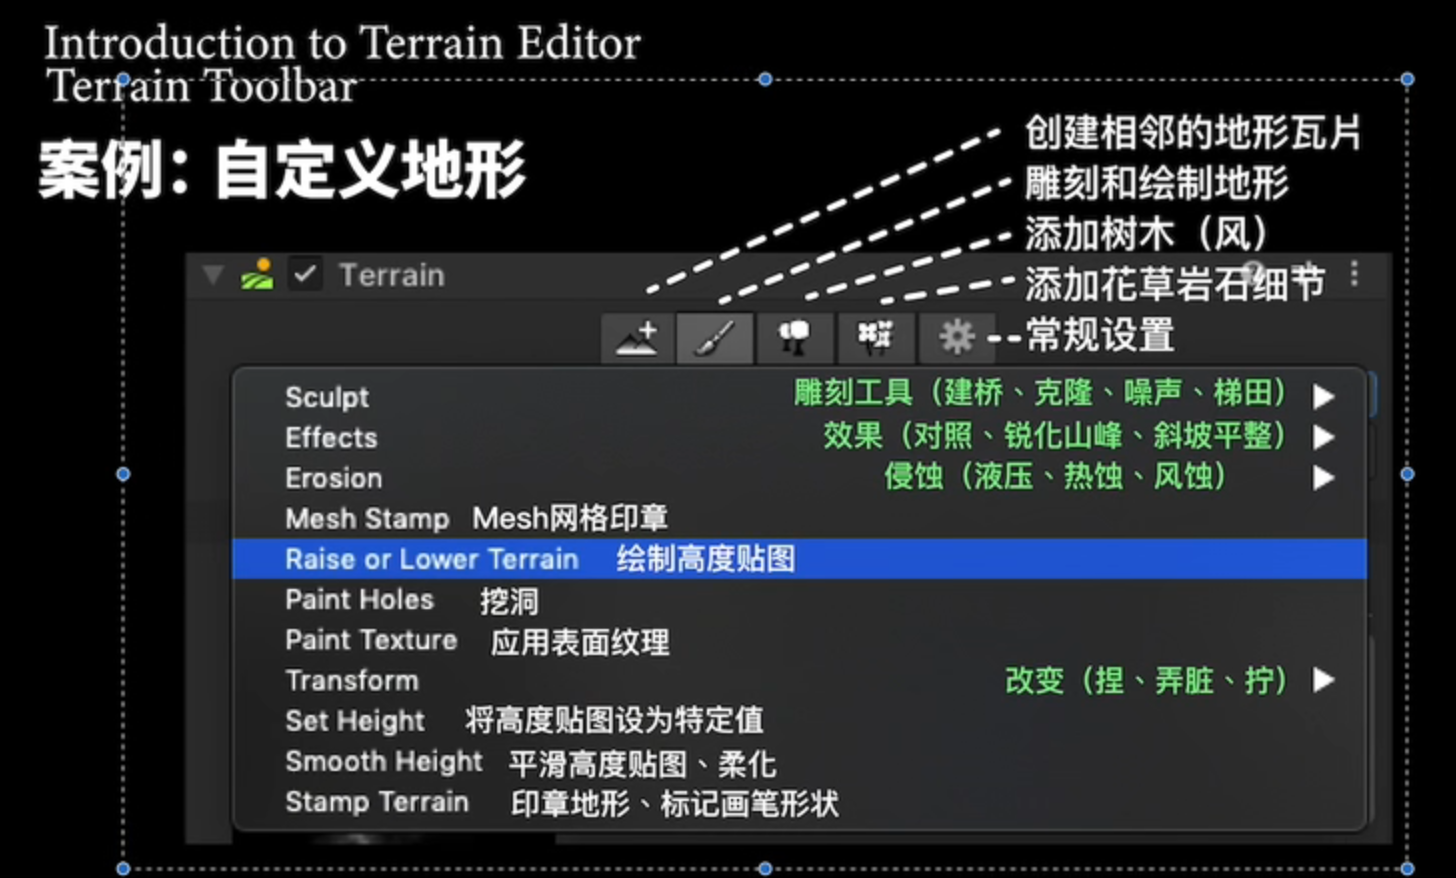 Introduction to Terrain Editor
Terrain Toolbar
案例：自定义地形
创建相邻的地形瓦片
雕刻和绘制地形
添加树木（风）
添加花草岩石细节
常规设置
Terrain
Sculpt 雕刻工具（建桥、克隆、噪声、梯田）
Effects 效果（对照、锐化山峰、斜坡平整）
Erosion 侵蚀（液压、热蚀、风蚀）
Mesh Stamp Mesh网格印章
Raise or Lower Terrain 绘制高度贴图
Paint Holes 挖洞
Paint Texture 应用表面纹理
Transform 改变（捏、弄脏、拧）
Set Height 将高度贴图设为特定值
Smooth Height 平滑高度贴图、柔化
Stamp Terrain 印章地形、标记画笔形状